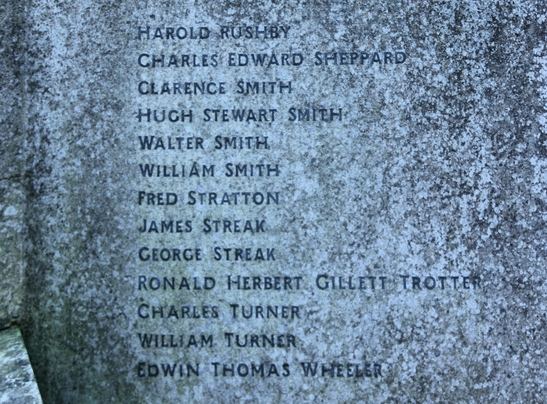 HAROLD RUSHBY
CHARLES EDWARD SHEPPARD
CLARENCE SMITH
HUGH STEWART SMITH
WALTER SMITH
WILLIAM SMITH
FRED STRATTON
JAMES STREAK
GEORGE STREAK
RONALD HERBERT GILLETT TROTTER
CHARLES TURNER
WILLIAM TURNER
EDWIN THOMAS WHEELER